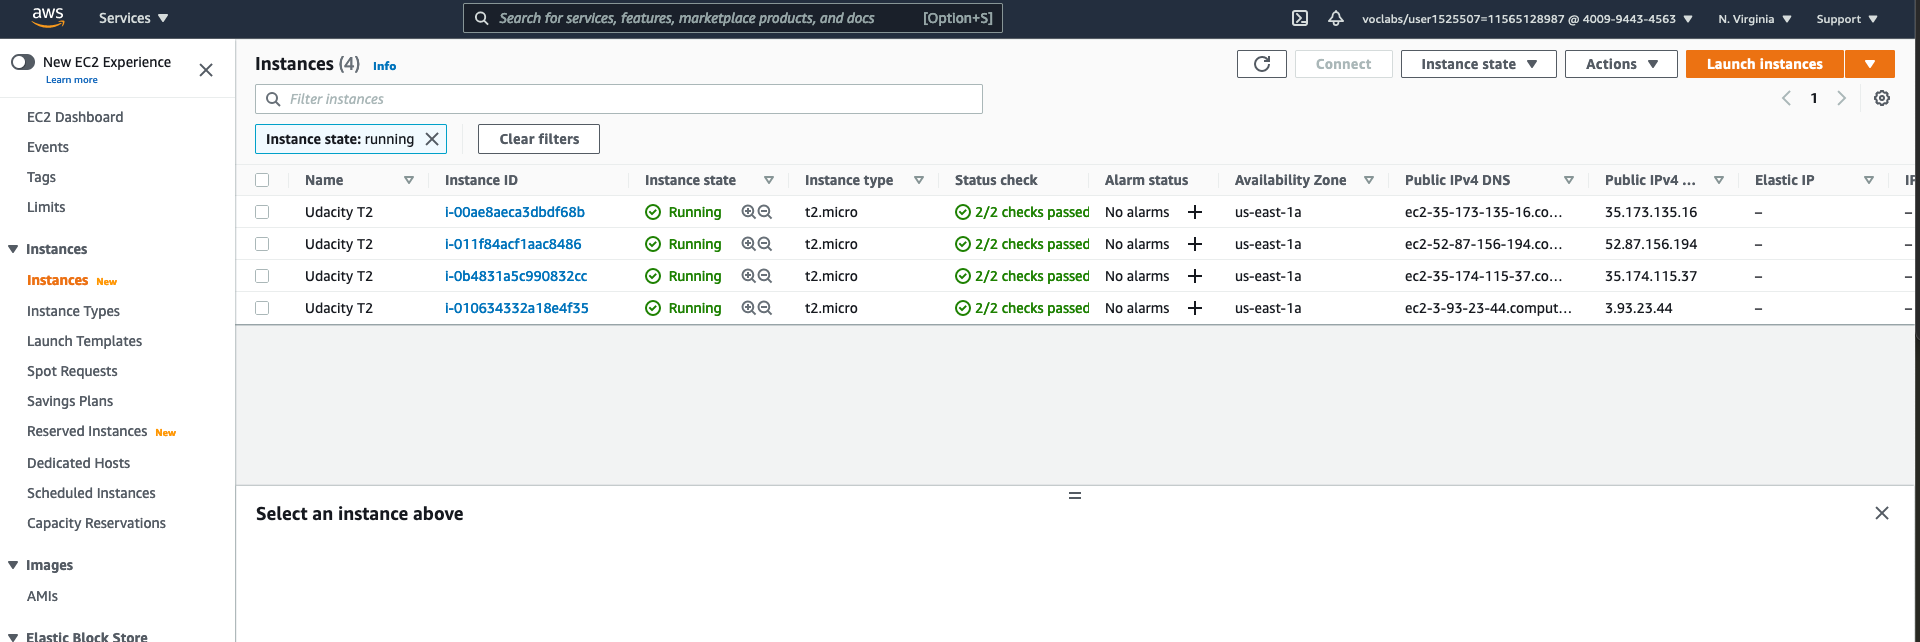 aws Services Search for services, features, marketplace products, and docs [Option+S] voclabs/user1525507=11565128987 @ 4009-9443-4563 N. Virginia Support
New EC2 Experience
Learn more
EC2 Dashboard
Events
Tags
Limits
Instances
Instances New
Instance Types
Launch Templates
Spot Requests
Savings Plans
Reserved Instances New
Dedicated Hosts
Scheduled Instances
Capacity Reservations
Images
AMIs
Elastic Block Store
Instances (4) Info Connect Instance state Actions Launch instances
Filter instances 1
Instance state: running Clear filters
Name Instance ID Instance state Instance type Status check Alarm status Availability Zone Public IPv4 DNS Public IPv4 ... Elastic IP
Udacity T2 i-00ae8aeca3dbdf68b Running t2.micro 2/2 checks passed No alarms + us-east-1a ec2-35-173-135-16.co... 35.173.135.16 – –
Udacity T2 i-011f84acf1aac8486 Running t2.micro 2/2 checks passed No alarms + us-east-1a ec2-52-87-156-194.co... 52.87.156.194 – –
Udacity T2 i-0b4831a5c990832cc Running t2.micro 2/2 checks passed No alarms + us-east-1a ec2-35-174-115-37.co... 35.174.115.37 – –
Udacity T2 i-010634332a18e4f35 Running t2.micro 2/2 checks passed No alarms + us-east-1a ec2-3-93-23-44.comput... 3.93.23.44 – –
Select an instance above